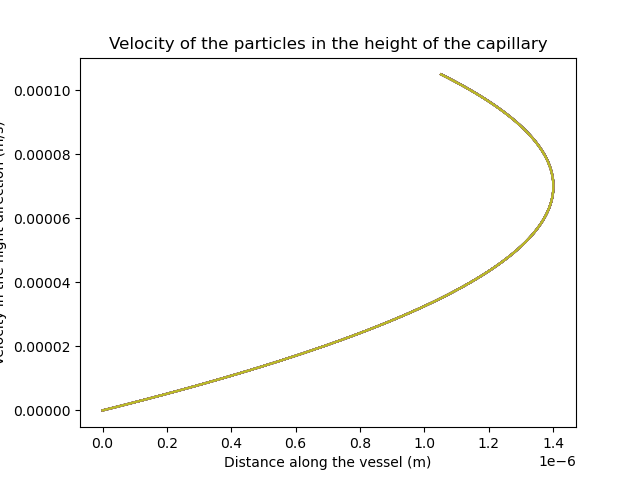 Velocity of the particles in the height of the capillary
0.00010
0.00008
0.00006
0.00004
0.00002
0.00000
in the hight direction (m/s)
0.0 0.2 0.4 0.6 0.8 1.0 1.2 1.4
1e−6
Distance along the vessel (m)